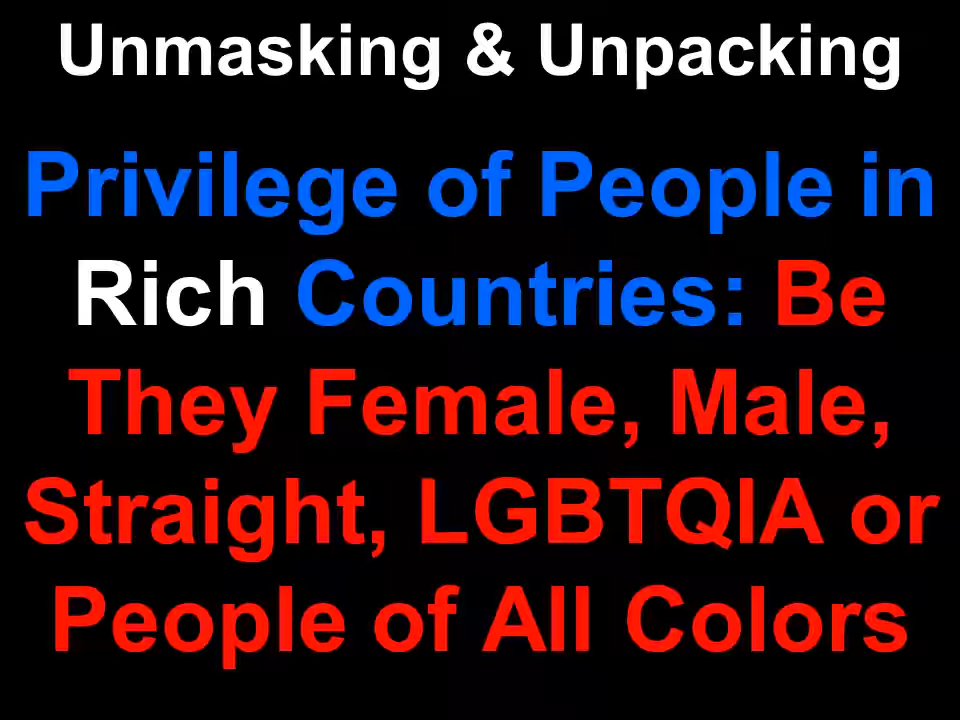 Unmasking & Unpacking
Privilege of People in
Rich Countries: Be
They Female, Male,
Straight, LGBTQIA or
People of All Colors